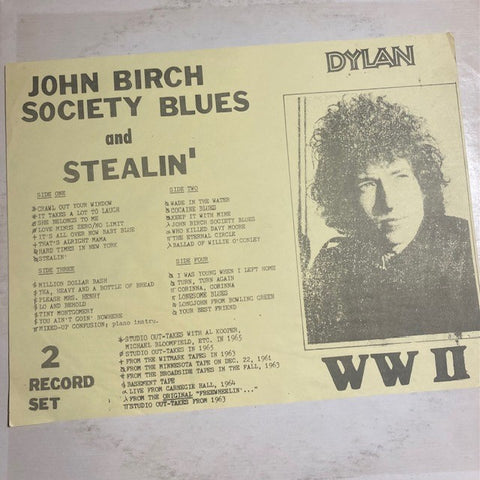 DYLAN
JOHN BIRCH
SOCIETY BLUES
and
STEALIN'
SIDE ONE
CRAWL OUT YOUR WINDOW
IT TAKES A LOT TO LAUGH
SHE BELONGS TO ME
LOVE MINUS ZERO/NO LIMIT
IT'S ALL OVER NOW BABY BLUE
THAT'S ALRIGHT MAMA
HARD TIMES IN NEW YORK
STEALIN'
SIDE TWO
WADE IN THE WATER
COCAINE BLUES
KEEP IT WITH MINE
JOHN BIRCH SOCIETY BLUES
WHO KILLED DAVY MOORE
THE ETERNAL CIRCLE
BALLAD OF WILLIE O'CONLEY
SIDE THREE
MILLION DOLLAR BASH
YEA, HEAVY AND A BOTTLE OF BREAD
PLEASE MRS. HENRY
LO AND BEHOLD
TINY MONTGOMERY
YOU AIN'T GOIN' NOWHERE
MIXED-UP CONFUSION; piano instru.
SIDE FOUR
I WAS YOUNG WHEN I LEFT HOME
TURN, TURN AGAIN
CORINNA, CORINNA
LONESOME BLUES
LONGJOHN FROM BOWLING GREEN
YOUR BEST FRIEND
2
RECORD
SET
STUDIO OUT-TAKES WITH AL KOOPER,
MICHAEL BLOOMFIELD, ETC. IN 1965
STUDIO OUT-TAKES IN 1965
FROM THE WITMARK TAPES IN 1963
FROM THE MINNESOTA TAPE ON DEC. 22, 1961
FROM THE BROADSIDE TAPES IN THE FALL, 1963
BASEMENT TAPE
LIVE FROM CARNEGIE HALL, 1964
FROM THE ORIGINAL "FREEWHEELIN'..."
STUDIO OUT-TAKES FROM 1963
WW II